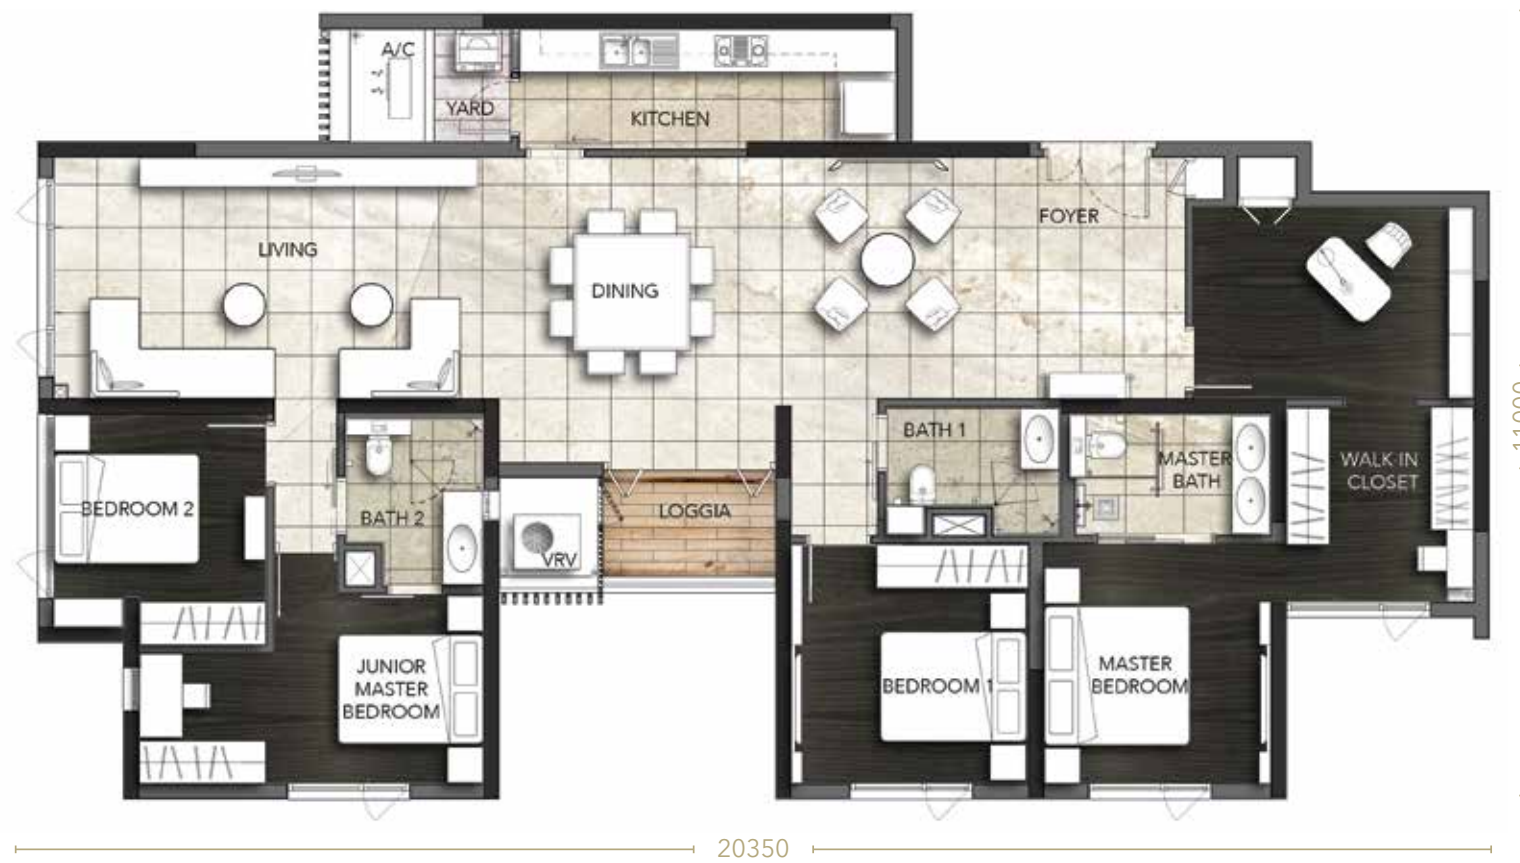 A/C
YARD
KITCHEN
LIVING
DINING
FOYER
BATH 1
MASTER
BATH
WALK-IN
CLOSET
BEDROOM 2
BATH 2
VRV
LOGGIA
JUNIOR
MASTER
BEDROOM
BEDROOM 1
MASTER
BEDROOM
20350